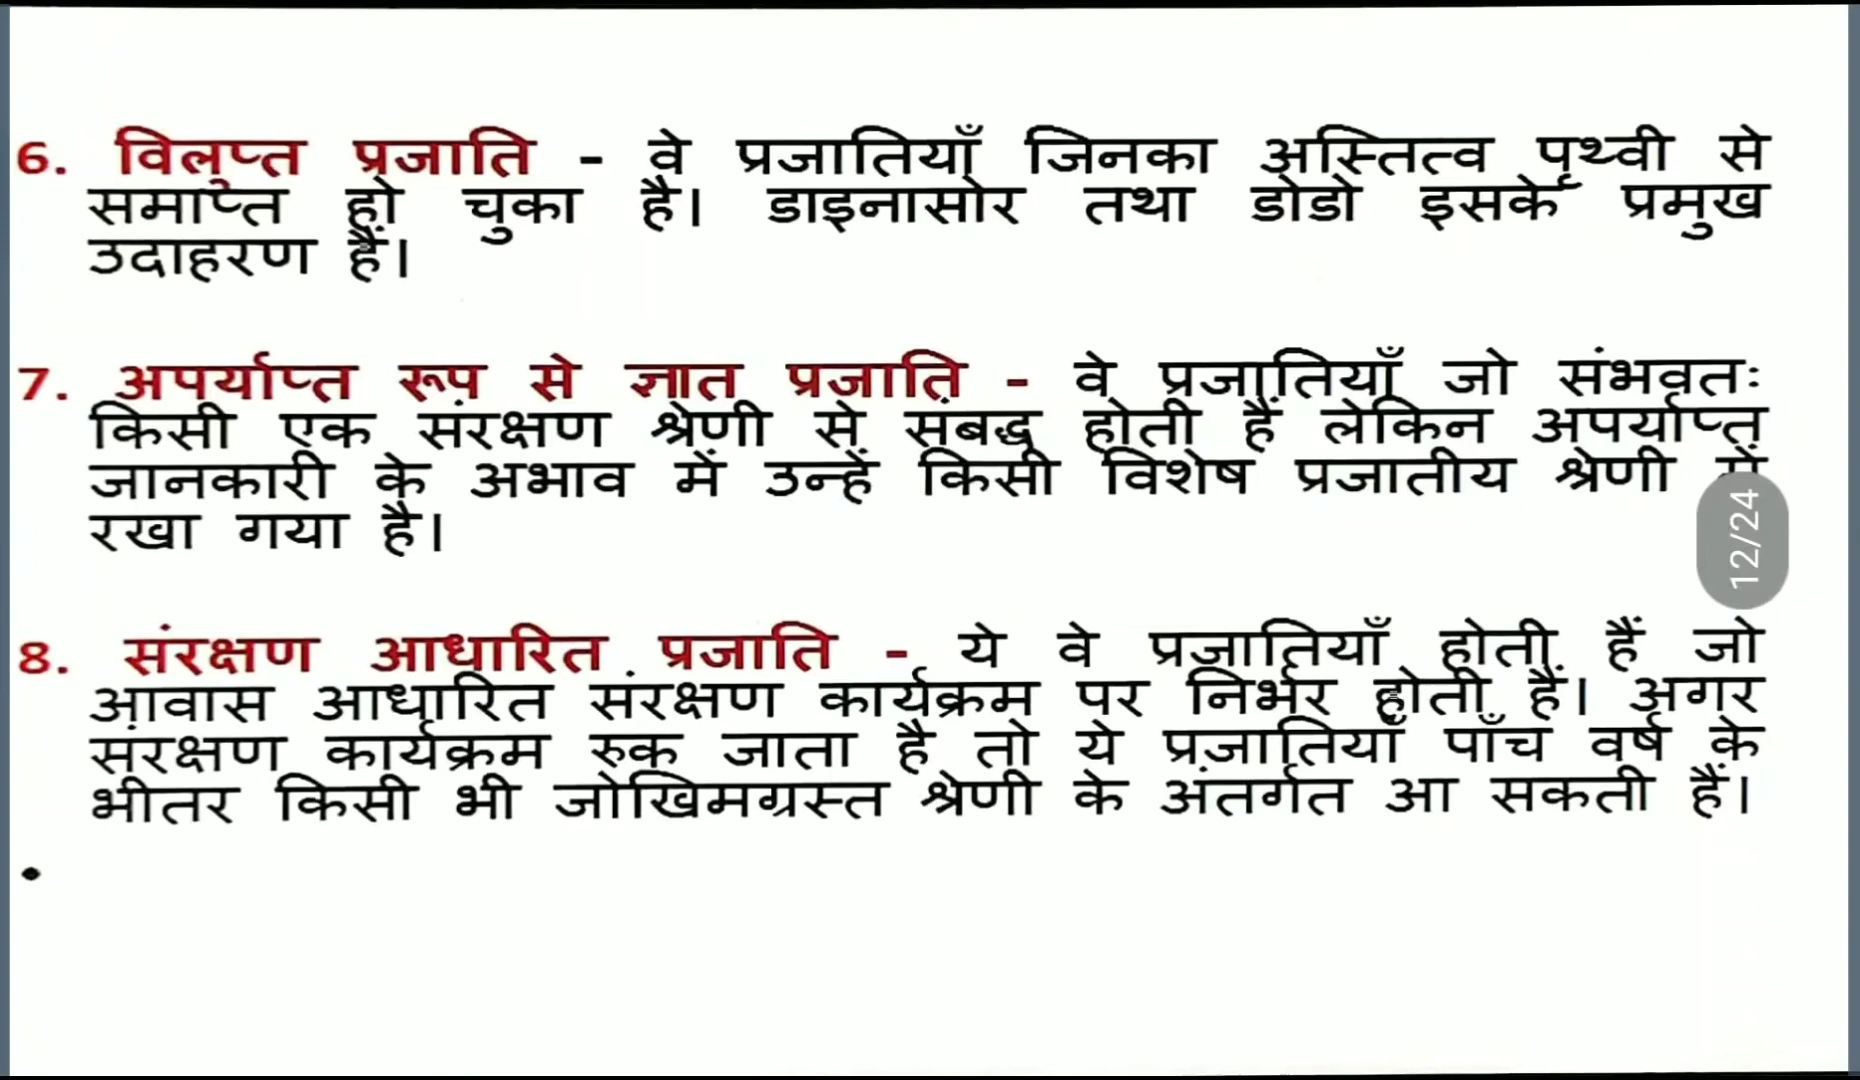 6. विलुप्त प्रजाति - वे प्रजातियाँ जिनका अस्तित्व पृथ्वी से
समाप्त हो चुका है। डाइनासोर तथा डोडो इसके प्रमुख
उदाहरण हैं।
7. अपर्याप्त रूप से ज्ञात प्रजाति - वे प्रजातियाँ जो संभवतः
किसी एक संरक्षण श्रेणी से संबद्ध होती हैं लेकिन अपर्याप्त
जानकारी के अभाव में उन्हें किसी विशेष प्रजातीय श्रेणी में
रखा गया है।
12/24
8. संरक्षण आधारित प्रजाति - ये वे प्रजातियाँ होती हैं जो
आवास आधारित संरक्षण कार्यक्रम पर निर्भर होती हैं। अगर
संरक्षण कार्यक्रम रुक जाता है तो ये प्रजातियाँ पाँच वर्ष के
भीतर किसी भी जोखिमग्रस्त श्रेणी के अंतर्गत आ सकती हैं।
•